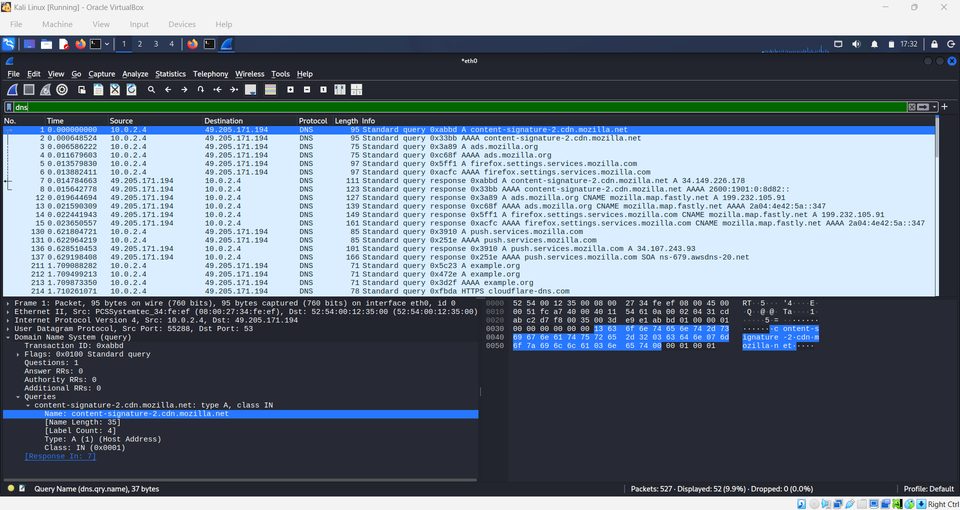 Kali Linux [Running] - Oracle VirtualBox
File Machine View Input Devices Help
1 2 3 4 17:32
*eth0
File Edit View Go Capture Analyze Statistics Telephony Wireless Tools Help
dns
No. Time Source Destination Protocol Length Info
1 0.000000000 10.0.2.4 49.205.171.194 DNS 95 Standard query 0xabbd A content-signature-2.cdn.mozilla.net
2 0.000648524 10.0.2.4 49.205.171.194 DNS 95 Standard query 0x33bb AAAA content-signature-2.cdn.mozilla.net
3 0.006586222 10.0.2.4 49.205.171.194 DNS 75 Standard query 0x3a89 A ads.mozilla.org
4 0.011679603 10.0.2.4 49.205.171.194 DNS 75 Standard query 0xc68f AAAA ads.mozilla.org
5 0.013579830 10.0.2.4 49.205.171.194 DNS 97 Standard query 0x5ff1 A firefox.settings.services.mozilla.com
6 0.013882411 10.0.2.4 49.205.171.194 DNS 97 Standard query 0xacfc AAAA firefox.settings.services.mozilla.com
7 0.014784663 49.205.171.194 10.0.2.4 DNS 111 Standard query response 0xabbd A content-signature-2.cdn.mozilla.net A 34.149.226.178
8 0.015642778 49.205.171.194 10.0.2.4 DNS 123 Standard query response 0x33bb AAAA content-signature-2.cdn.mozilla.net AAAA 2600:1901:0:8d82::
12 0.019644694 49.205.171.194 10.0.2.4 DNS 127 Standard query response 0x3a89 A ads.mozilla.org CNAME mozilla.map.fastly.net A 199.232.105.91
13 0.021590309 49.205.171.194 10.0.2.4 DNS 139 Standard query response 0xc68f AAAA ads.mozilla.org CNAME mozilla.map.fastly.net AAAA 2a04:4e42:5a::347
14 0.022441943 49.205.171.194 10.0.2.4 DNS 149 Standard query response 0x5ff1 A firefox.settings.services.mozilla.com CNAME mozilla.map.fastly.net A 199.232.105.91
15 0.023650557 49.205.171.194 10.0.2.4 DNS 161 Standard query response 0xacfc AAAA firefox.settings.services.mozilla.com CNAME mozilla.map.fastly.net AAAA 2a04:4e42:5a::347
130 0.621804721 10.0.2.4 49.205.171.194 DNS 85 Standard query 0x3910 A push.services.mozilla.com
131 0.622964219 10.0.2.4 49.205.171.194 DNS 85 Standard query 0x251e AAAA push.services.mozilla.com
136 0.628510453 49.205.171.194 10.0.2.4 DNS 101 Standard query response 0x3910 A push.services.mozilla.com A 34.107.243.93
137 0.629198408 49.205.171.194 10.0.2.4 DNS 166 Standard query response 0x251e AAAA push.services.mozilla.com SOA ns-679.awsdns-20.net
211 1.709088282 10.0.2.4 49.205.171.194 DNS 71 Standard query 0x5c23 A example.org
212 1.709499213 10.0.2.4 49.205.171.194 DNS 71 Standard query 0x472e A example.org
213 1.709873350 10.0.2.4 49.205.171.194 DNS 71 Standard query 0x3d2f AAAA example.org
214 1.710261071 10.0.2.4 49.205.171.194 DNS 78 Standard query 0xfbda HTTPS cloudflare-dns.com
Frame 1: Packet, 95 bytes on wire (760 bits), 95 bytes captured (760 bits) on interface eth0, id 0
Ethernet II, Src: PCSSystemtec_34:fe:ef (08:00:27:34:fe:ef), Dst: 52:54:00:12:35:00 (52:54:00:12:35:00)
Internet Protocol Version 4, Src: 10.0.2.4, Dst: 49.205.171.194
User Datagram Protocol, Src Port: 55288, Dst Port: 53
Domain Name System (query)
Transaction ID: 0xabbd
Flags: 0x0100 Standard query
Questions: 1
Answer RRs: 0
Authority RRs: 0
Additional RRs: 0
Queries
content-signature-2.cdn.mozilla.net: type A, class IN
Name: content-signature-2.cdn.mozilla.net
[Name Length: 35]
[Label Count: 4]
Type: A (1) (Host Address)
Class: IN (0x0001)
[Response In: 7]
0000 52 54 00 12 35 00 08 00 27 34 fe ef 08 00 45 00 RT··5···'4····E·
0010 00 51 fc a7 40 00 40 11 54 61 0a 00 02 04 31 cd ·Q··@·@·Ta····1·
0020 ab c2 d7 f8 00 35 00 3d e9 e1 ab bd 01 00 00 01 ·····5·=········
0030 00 00 00 00 00 00 13 63 6f 6e 74 65 6e 74 2d 73 ·······content-s
0040 69 67 6e 61 74 75 72 65 2d 32 03 63 64 6e 07 6d ignature-2·cdn·m
0050 6f 7a 69 6c 6c 61 03 6e 65 74 00 00 01 00 01 ozilla·net·····
Query Name (dns.qry.name), 37 bytes Packets: 527 · Displayed: 52 (9.9%) · Dropped: 0 (0.0%) Profile: Default
Right Ctrl